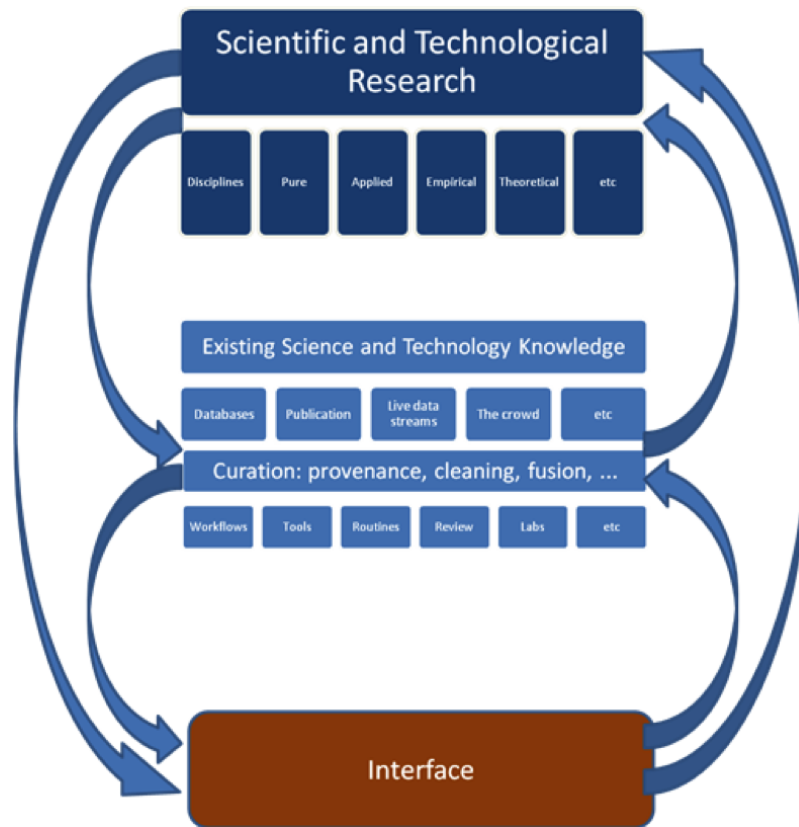 Scientific and Technological
Research
Disciplines
Pure
Applied
Empirical
Theoretical
etc
Existing Science and Technology Knowledge
Databases
Publication
Live data
streams
The crowd
etc
Curation: provenance, cleaning, fusion, ...
Workflows
Tools
Routines
Review
Labs
etc
Interface